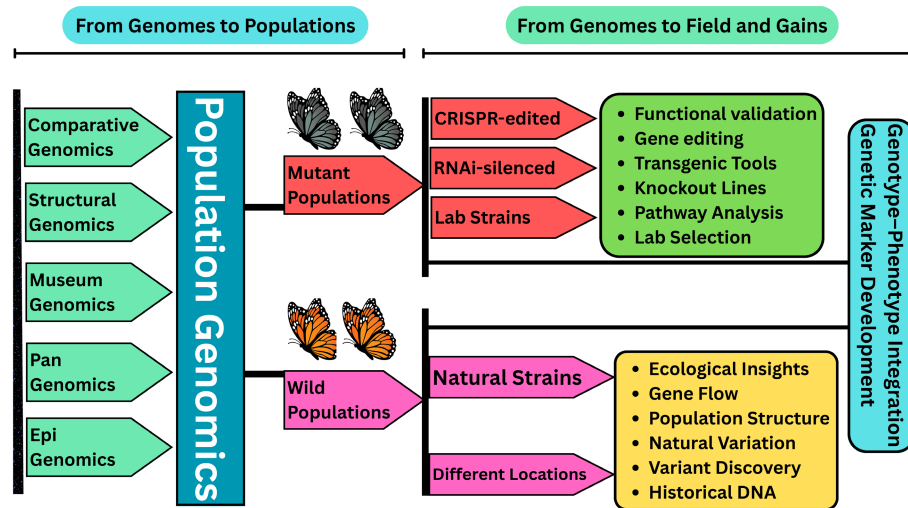 From Genomes to Populations
From Genomes to Field and Gains
Comparative
Genomics
Structural
Genomics
Museum
Genomics
Pan
Genomics
Epi
Genomics
Population Genomics
Mutant
Populations
Wild
Populations
CRISPR-edited
RNAi-silenced
Lab Strains
• Functional validation
• Gene editing
• Transgenic Tools
• Knockout Lines
• Pathway Analysis
• Lab Selection
Natural Strains
Different Locations
• Ecological Insights
• Gene Flow
• Population Structure
• Natural Variation
• Variant Discovery
• Historical DNA
Genotype–Phenotype Integration
Genetic Marker Development